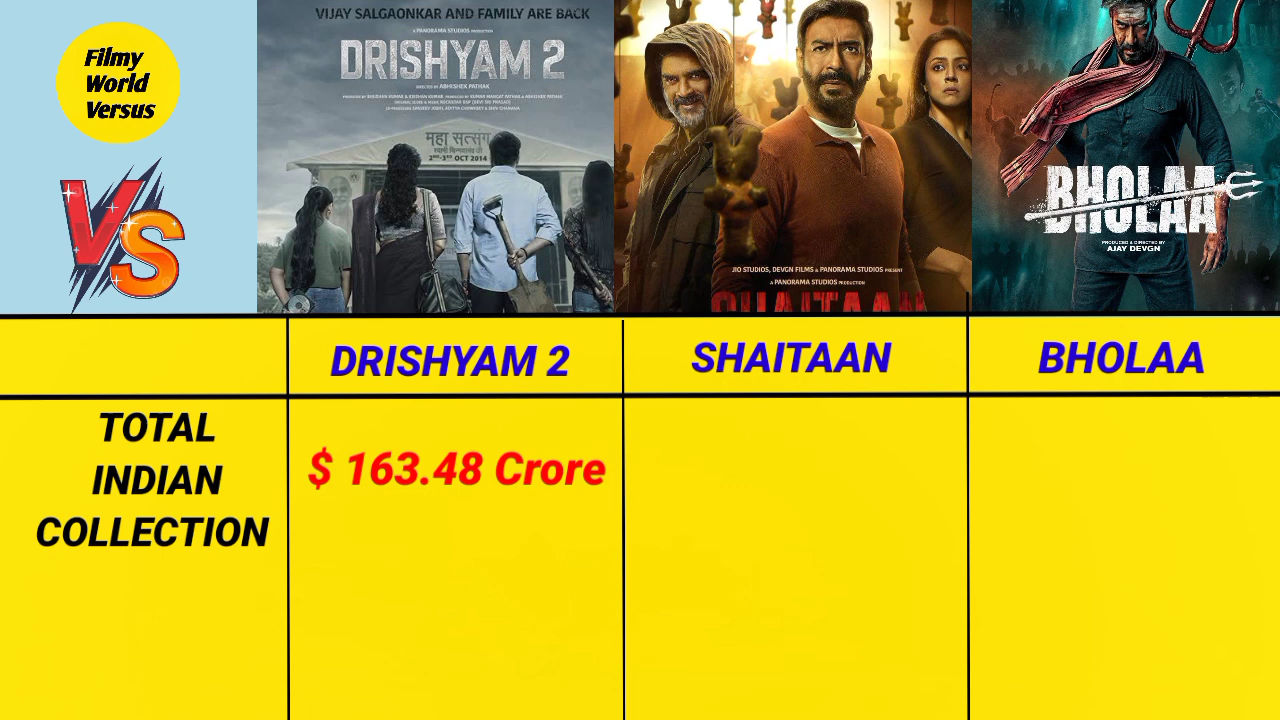 Filmy
World
Versus
VS
VIJAY SALGAONKAR AND FAMILY ARE BACK
A PANORAMA STUDIOS PRODUCTION
DRISHYAM 2
DIRECTED BY ABHISHEK PATHAK
महा सत्संग
2ND-3RD OCT 2014
JIO STUDIOS, DEVGN FILMS & PANORAMA STUDIOS PRESENT
A PANORAMA STUDIOS PRODUCTION
SHAITAAN
BHOLAA
PRODUCED & DIRECTED BY
AJAY DEVGN
DRISHYAM 2 SHAITAAN BHOLAA
TOTAL
INDIAN
COLLECTION
$ 163.48 Crore